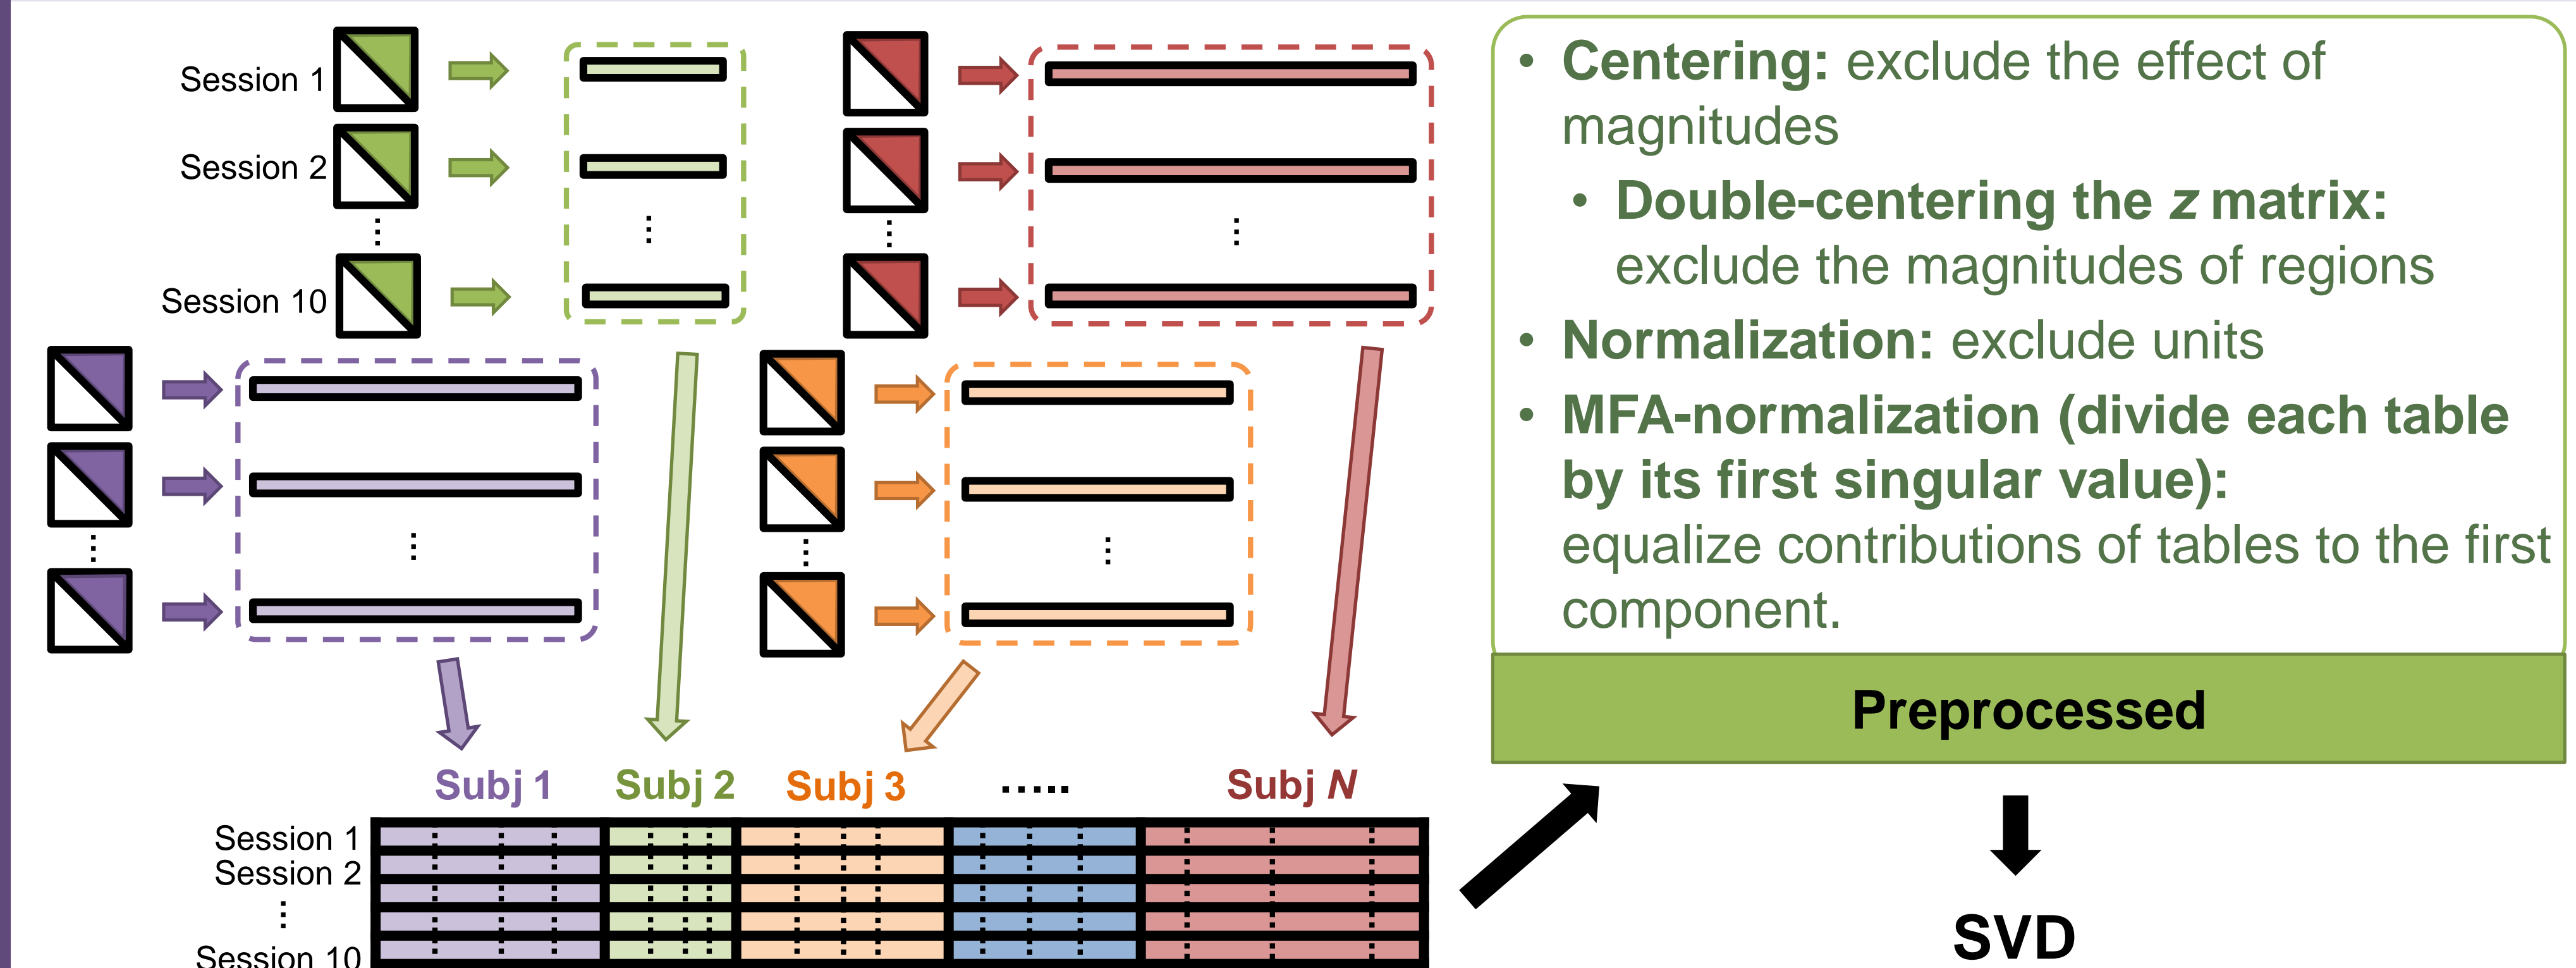 Session 1
Session 2
Session 10
Subj 1
Subj 2
Subj 3
.....
Subj N
Session 1
Session 2
Session 10
• Centering: exclude the effect of
magnitudes
• Double-centering the z matrix:
exclude the magnitudes of regions
• Normalization: exclude units
• MFA-normalization (divide each table
by its first singular value):
equalize contributions of tables to the first
component.
Preprocessed
SVD